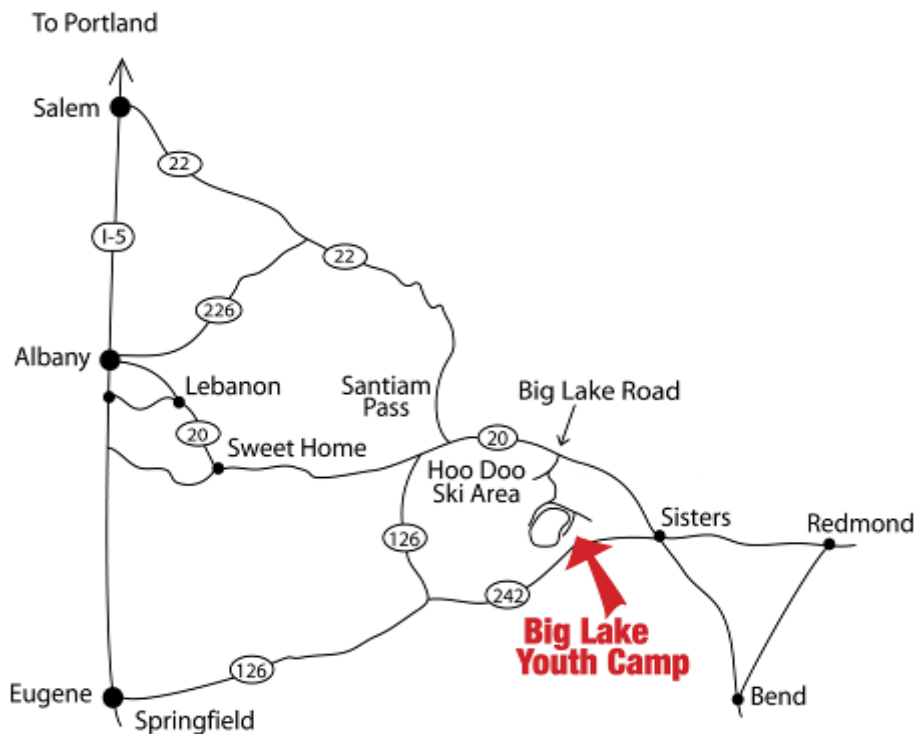 To Portland
Salem
22
I-5
22
226
Albany
Lebanon
Santiam
Pass
Big Lake Road
20
Sweet Home
20
Hoo Doo
Ski Area
Sisters
Redmond
126
242
Big Lake
Youth Camp
126
Eugene
Springfield
Bend